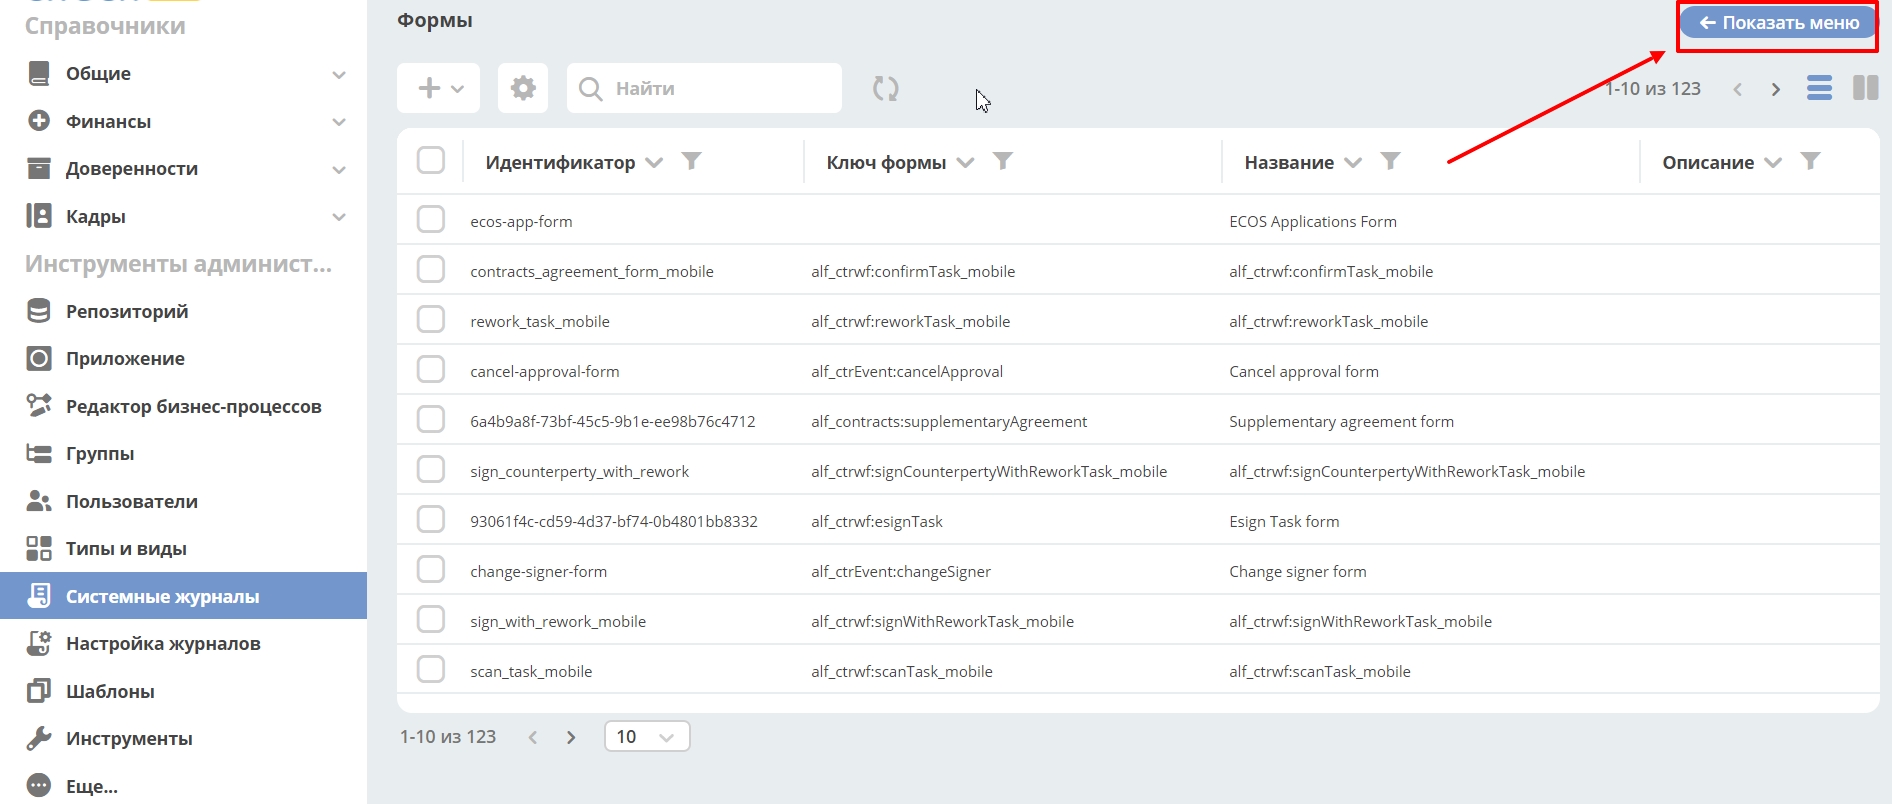 Справочники
Общие
Финансы
Доверенности
Кадры
Инструменты админист...
Репозиторий
Приложение
Редактор бизнес-процессов
Группы
Пользователи
Типы и виды
Системные журналы
Настройка журналов
Шаблоны
Инструменты
Еще...
Формы
Показать меню
Найти
1-10 из 123
Идентификатор Ключ формы Название Описание
ecos-app-form ECOS Applications Form
contracts_agreement_form_mobile alf_ctrwf:confirmTask_mobile alf_ctrwf:confirmTask_mobile
rework_task_mobile alf_ctrwf:reworkTask_mobile alf_ctrwf:reworkTask_mobile
cancel-approval-form alf_ctrEvent:cancelApproval Cancel approval form
6a4b9a8f-73bf-45c5-9b1e-ee98b76c4712 alf_contracts:supplementaryAgreement Supplementary agreement form
sign_counterperty_with_rework alf_ctrwf:signCounterpertyWithReworkTask_mobile alf_ctrwf:signCounterpertyWithReworkTask_mobile
93061f4c-cd59-4d37-bf74-0b4801bb8332 alf_ctrwf:esignTask Esign Task form
change-signer-form alf_ctrEvent:changeSigner Change signer form
sign_with_rework_mobile alf_ctrwf:signWithReworkTask_mobile alf_ctrwf:signWithReworkTask_mobile
scan_task_mobile alf_ctrwf:scanTask_mobile alf_ctrwf:scanTask_mobile
1-10 из 123 10